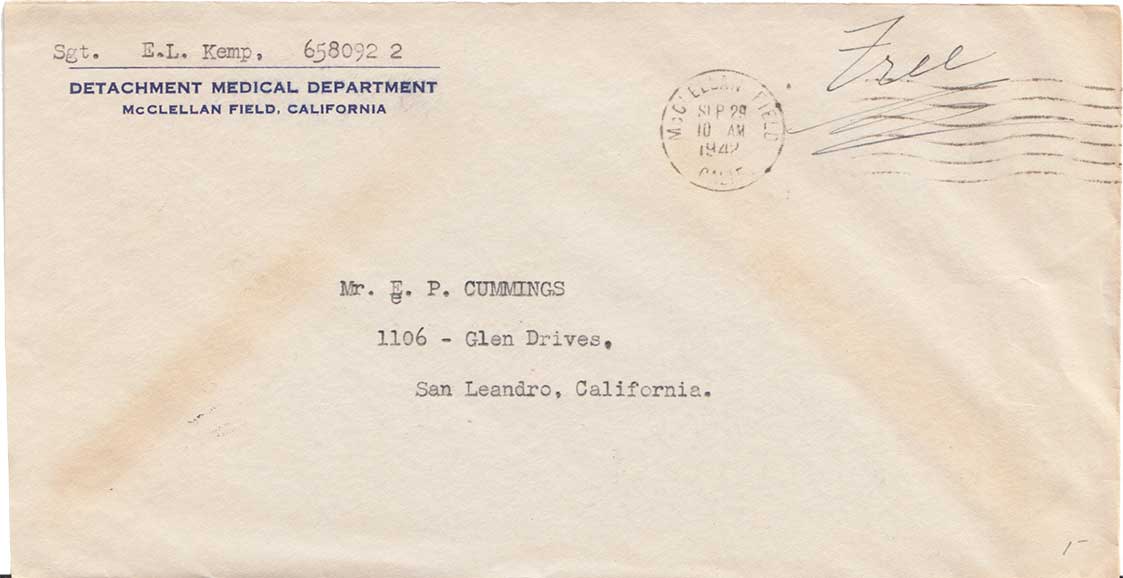 Sgt. E.L. Kemp, 658092 2
DETACHMENT MEDICAL DEPARTMENT
McCLELLAN FIELD, CALIFORNIA
McCLELLAN FIELD
SEP 29
10 AM
1942
CALIF
Free
Mr. E. P. CUMMINGS
1106 - Glen Drives,
San Leandro, California.